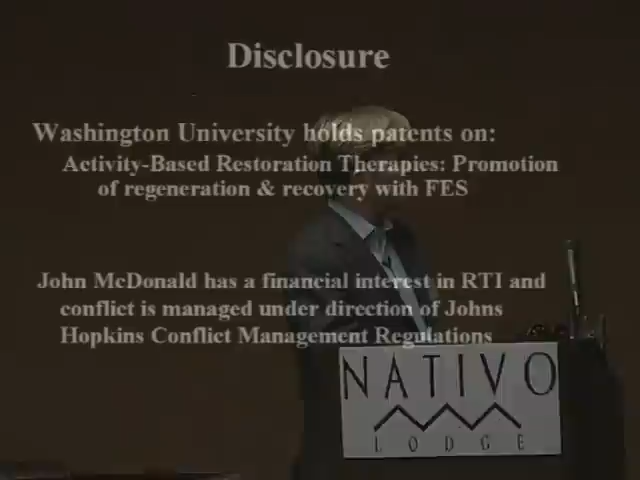 Disclosure
Washington University holds patents on:
Activity-Based Restoration Therapies: Promotion
of regeneration & recovery with FES
John McDonald has a financial interest in RTI and
conflict is managed under direction of Johns
Hopkins Conflict Management Regulations
NATIVO
LODGE